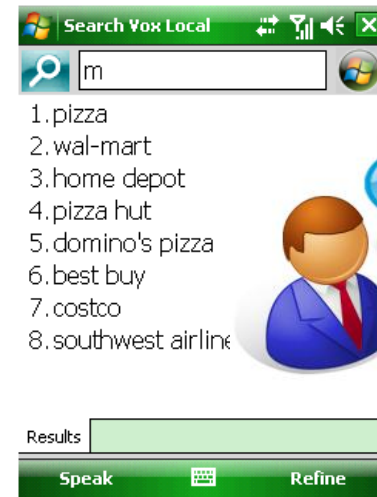 Search Vox Local
m
1. pizza
2. wal-mart
3. home depot
4. pizza hut
5. domino's pizza
6. best buy
7. costco
8. southwest airline
Results
Speak
Refine